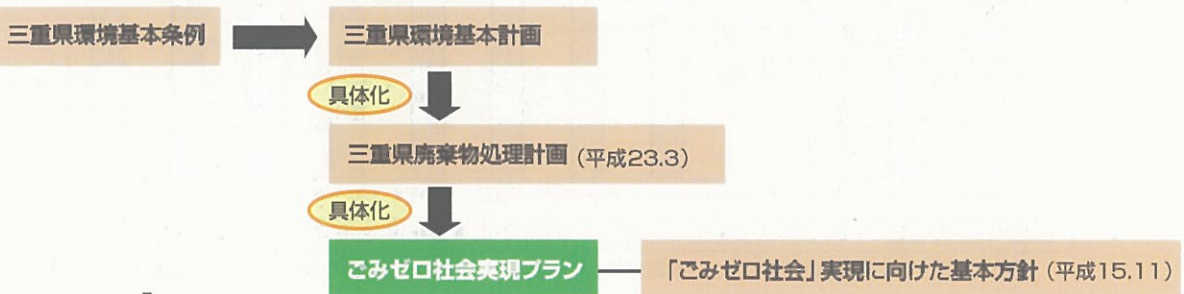 三重県環境基本条例
三重県環境基本計画
具体化
三重県廃棄物処理計画（平成23.3）
具体化
ごみゼロ社会実現プラン
「ごみゼロ社会」実現に向けた基本方針（平成15.11）